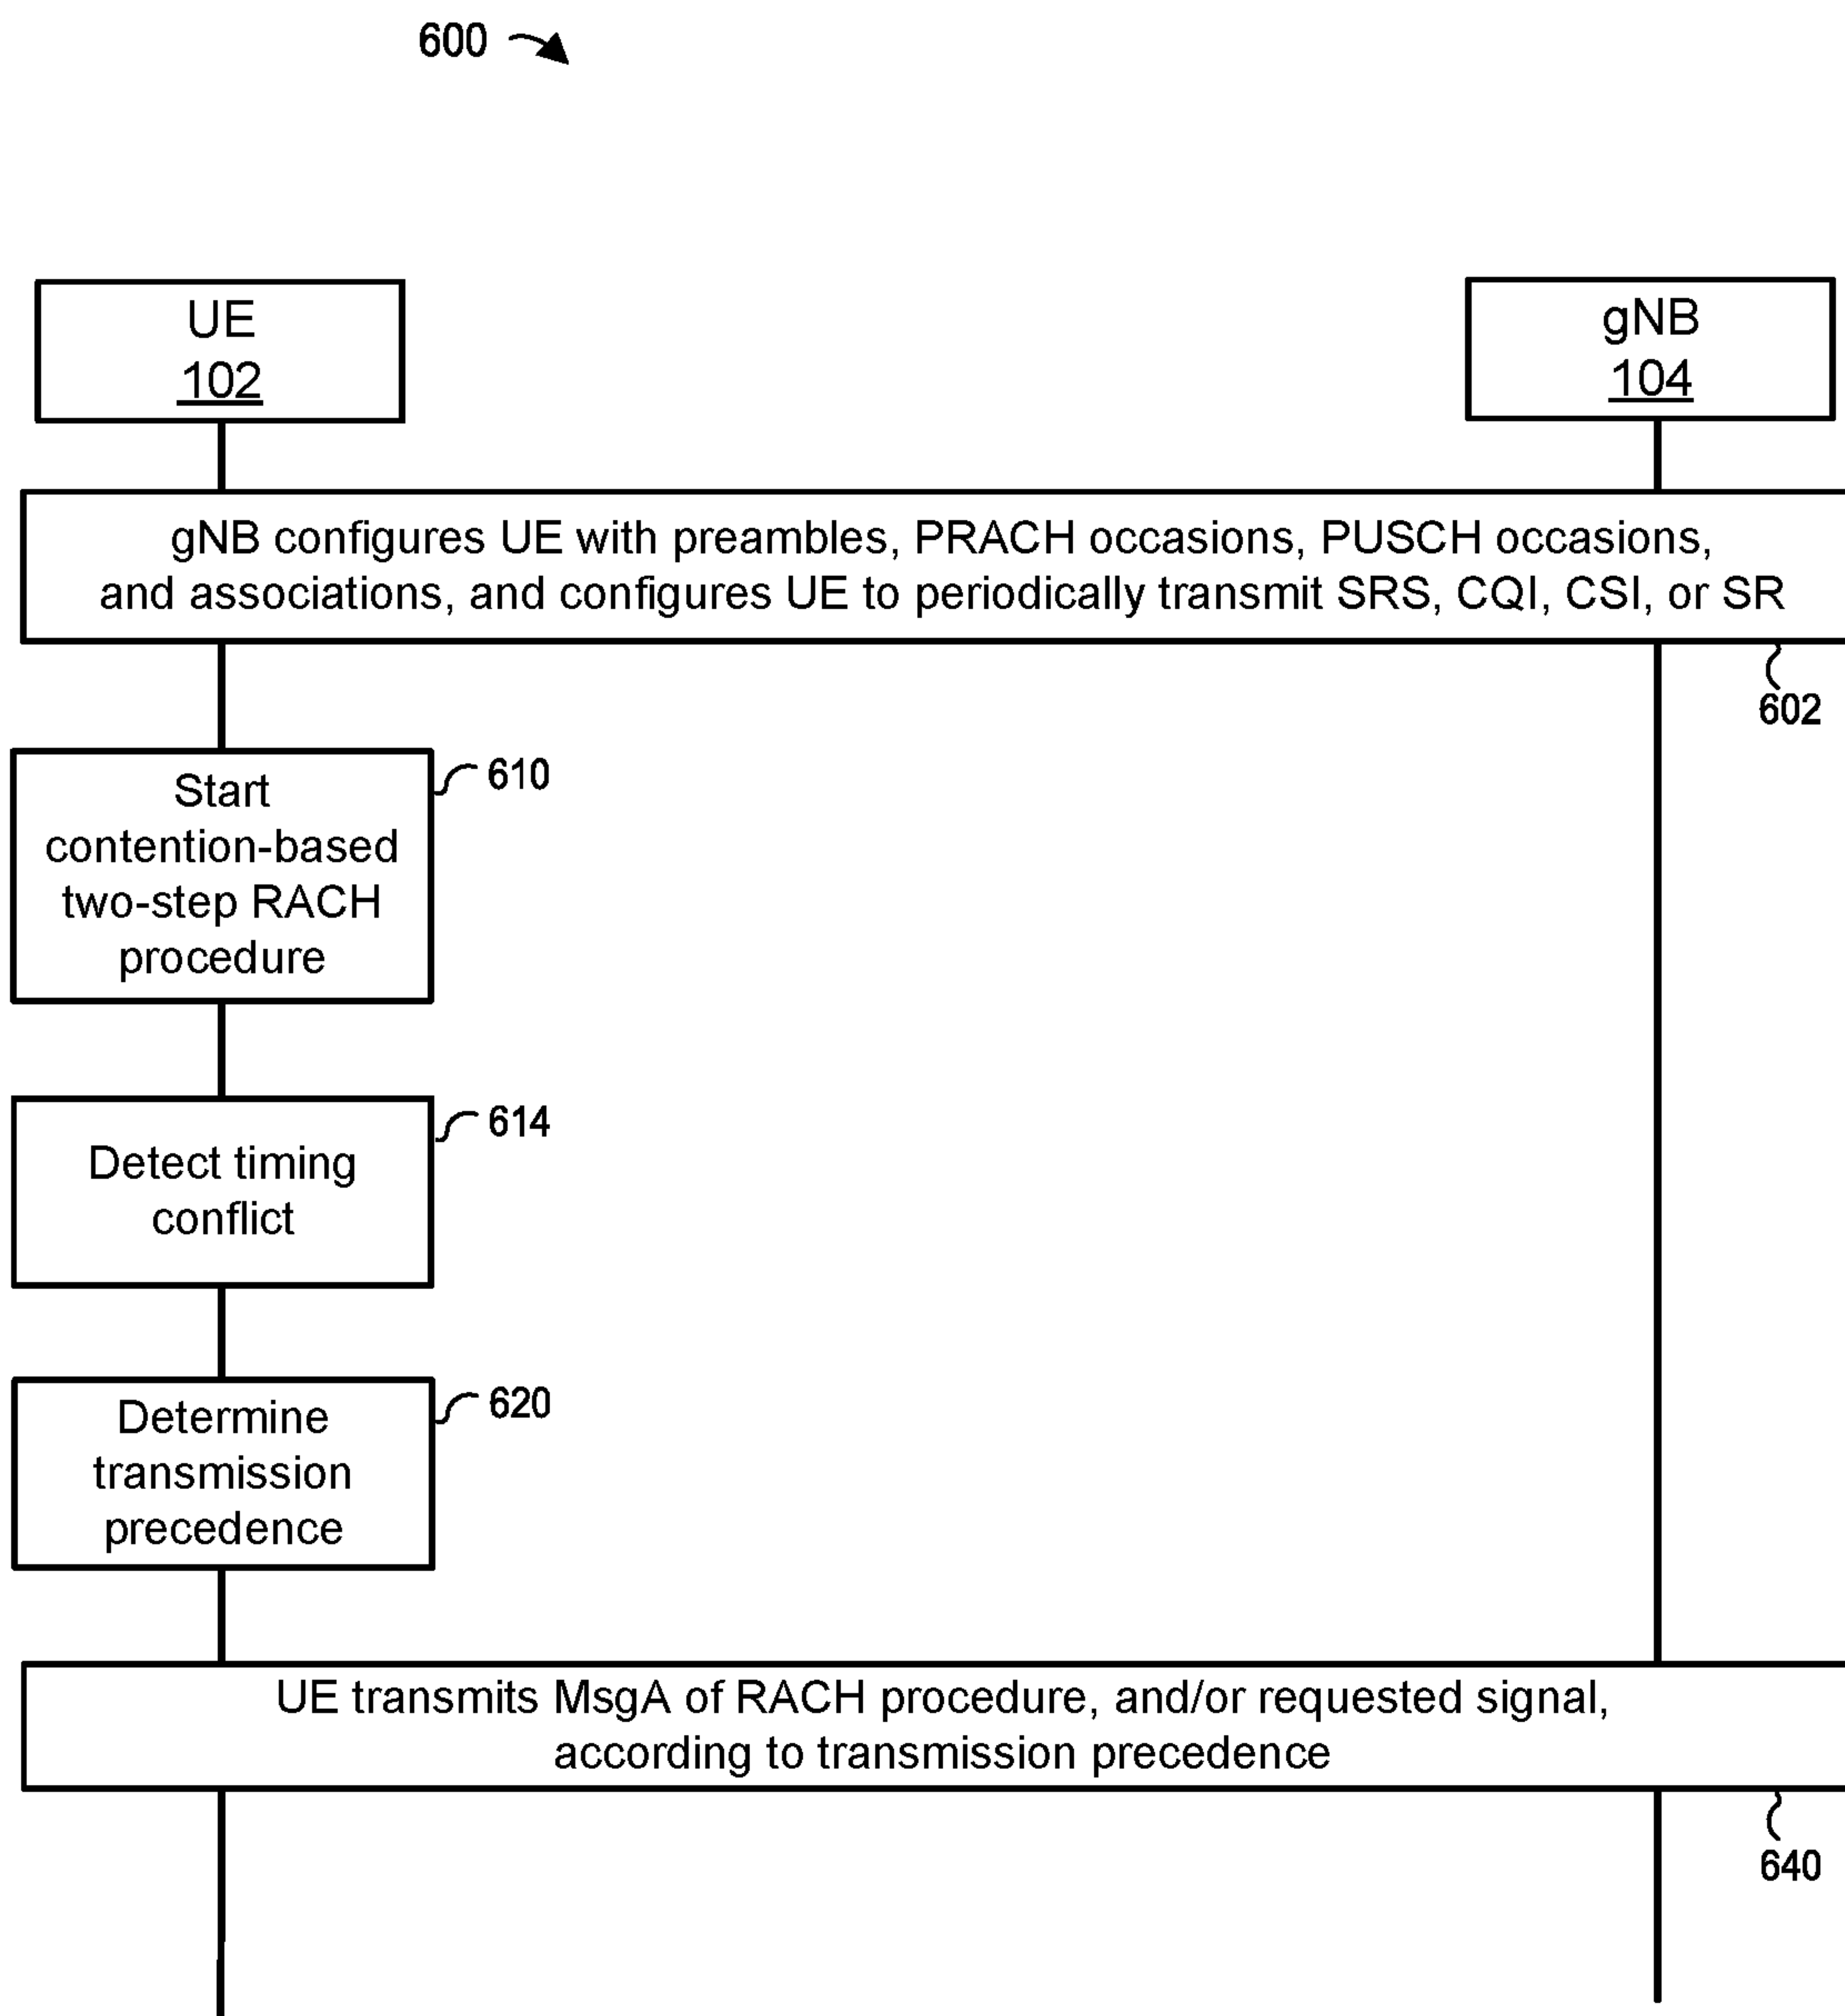 600
UE
102
gNB
104
gNB configures UE with preambles, PRACH occasions, PUSCH occasions,
and associations, and configures UE to periodically transmit SRS, CQI, CSI, or SR
602
610
Start
contention-based
two-step RACH
procedure
614
Detect timing
conflict
620
Determine
transmission
precedence
UE transmits MsgA of RACH procedure, and/or requested signal,
according to transmission precedence
640